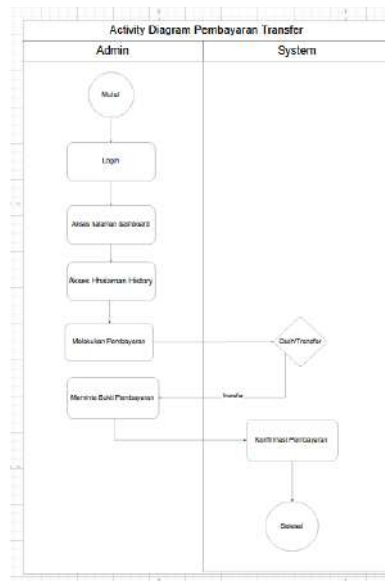 Activity Diagram Pembayaran Transfer
Admin
System
Mulai
Login
Akses halaman dashboard
Akses Hhalaman History
Melakukan Pembayaran
Cash/Transfer
Meminta Bukti Pembayaran
transfer
Konfirmasi Pembayaran
Selesai